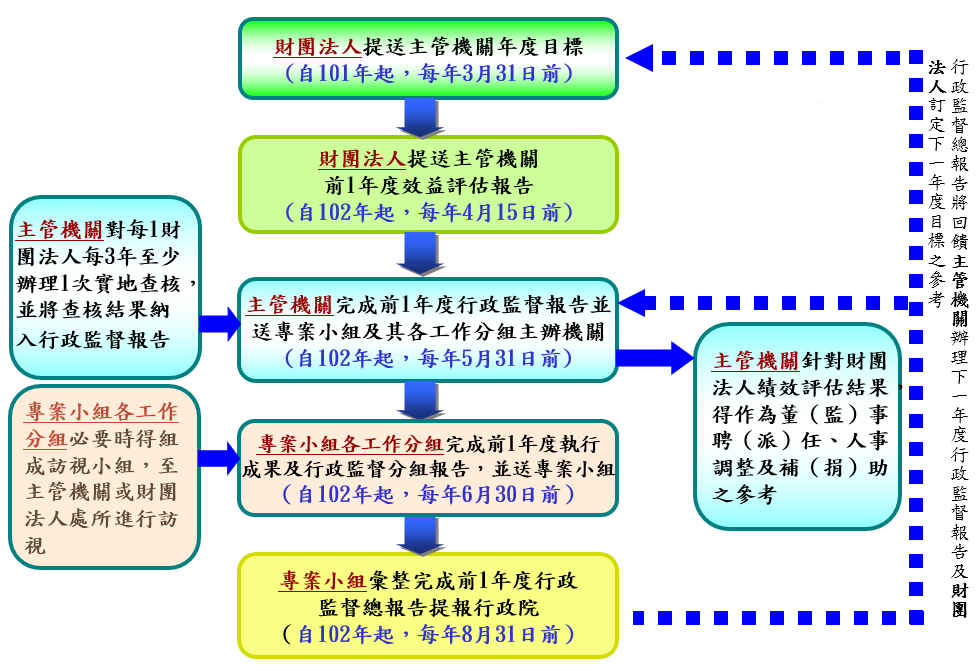 財團法人提送主管機關年度目標
（自101年起，每年3月31日前）
財團法人提送主管機關
前1年度效益評估報告
（自102年起，每年4月15日前）
主管機關對每1財
團法人每3年至少
辦理1次實地查核，
並將查核結果納
入行政監督報告
主管機關完成前1年度行政監督報告並
送專案小組及其各工作分組主辦機關
（自102年起，每年5月31日前）
主管機關針對財團
法人績效評估結果，
得作為董（監）事
聘（派）任、人事
調整及補（捐）助
之參考
專案小組各工作
分組必要時得組
成訪視小組，至
主管機關或財團
法人處所進行訪
視
專案小組各工作分組完成前1年度執行
成果及行政監督分組報告，並送專案小組
（自102年起，每年6月30日前）
專案小組彙整完成前1年度行政
監督總報告提報行政院
（自102年起，每年8月31日前）
行政監督總報告將回饋主管機關辦理下一年度行政監督報告及財團
法人訂定下一年度目標之參考